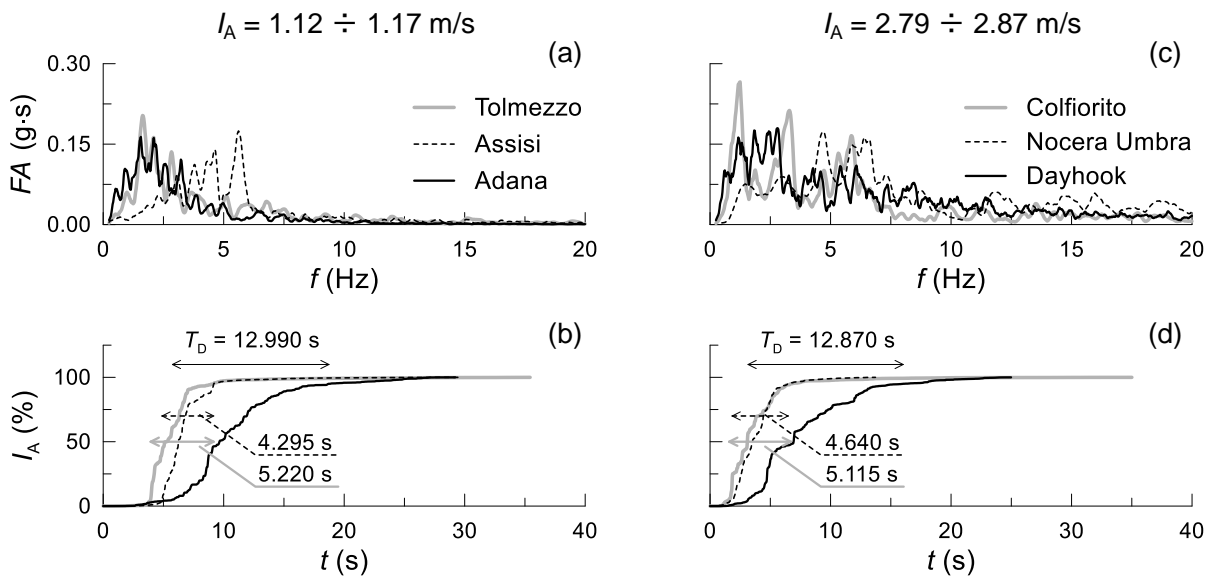 I_A = 1.12 ÷ 1.17 m/s
(a)
FA (g·s)
0.30
0.15
0.00
Tolmezzo
Assisi
Adana
0 5 10 15 20
f (Hz)
I_A = 2.79 ÷ 2.87 m/s
(c)
Colfiorito
Nocera Umbra
Dayhook
0 5 10 15 20
f (Hz)
(b)
I_A (%)
100
50
0
T_D = 12.990 s
4.295 s
5.220 s
0 10 20 30 40
t (s)
(d)
T_D = 12.870 s
4.640 s
5.115 s
0 10 20 30 40
t (s)